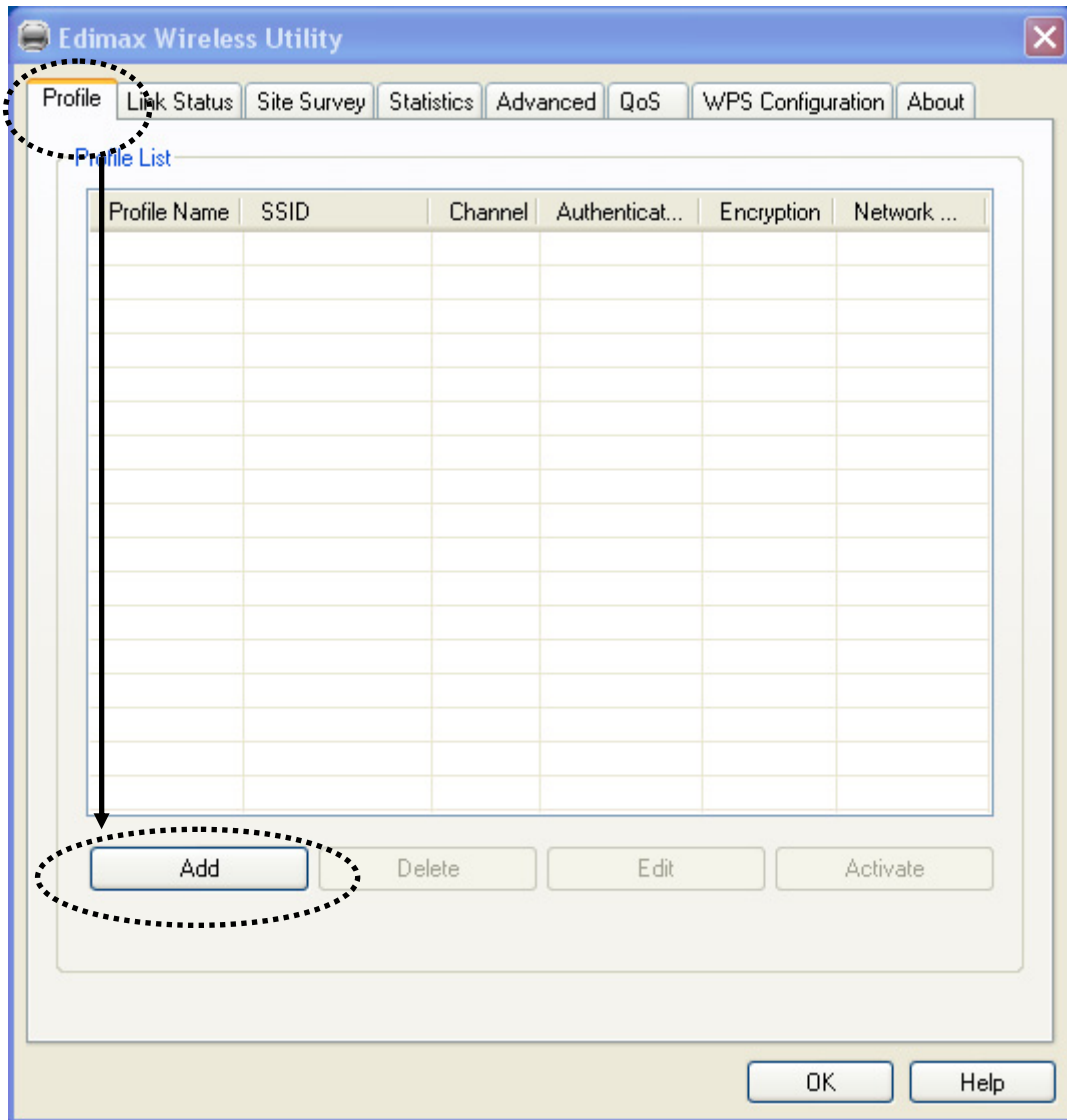 Edimax Wireless Utility
Profile Link Status Site Survey Statistics Advanced QoS WPS Configuration About
Profile List
Profile Name SSID Channel Authenticat... Encryption Network ...
Add Delete Edit Activate
OK Help